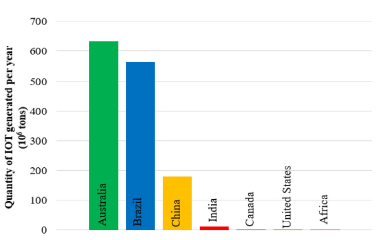 Quantity of IOT generated per year
(10⁶ tons)
700
600
500
400
300
200
100
0
Australia
Brazil
China
India
Canada
United States
Africa